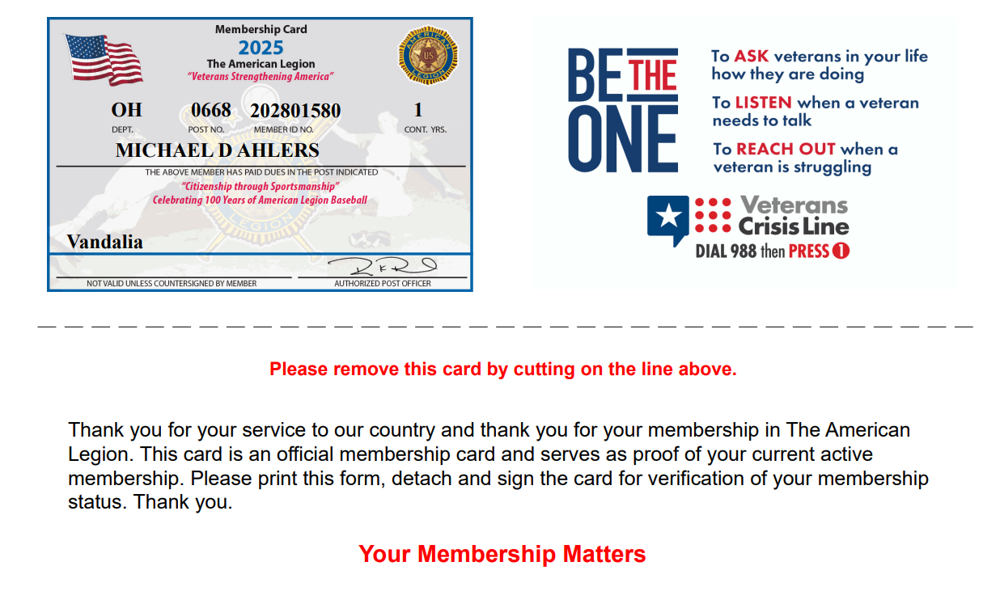 Membership Card
2025
The American Legion
“Veterans Strengthening America”
AMERICAN
US
LEGION
OH 0668 202801580 1
DEPT. POST NO. MEMBER ID NO. CONT. YRS.
MICHAEL D AHLERS
THE ABOVE MEMBER HAS PAID DUES IN THE POST INDICATED
“Citizenship through Sportsmanship”
Celebrating 100 Years of American Legion Baseball
LEGION
Vandalia
NOT VALID UNLESS COUNTERSIGNED BY MEMBER
AUTHORIZED POST OFFICER
BE THE
ONE
To ASK veterans in your life
how they are doing
To LISTEN when a veteran
needs to talk
To REACH OUT when a
veteran is struggling
Veterans
Crisis Line
DIAL 988 then PRESS 1
Please remove this card by cutting on the line above.
Thank you for your service to our country and thank you for your membership in The American
Legion. This card is an official membership card and serves as proof of your current active
membership. Please print this form, detach and sign the card for verification of your membership
status. Thank you.
Your Membership Matters